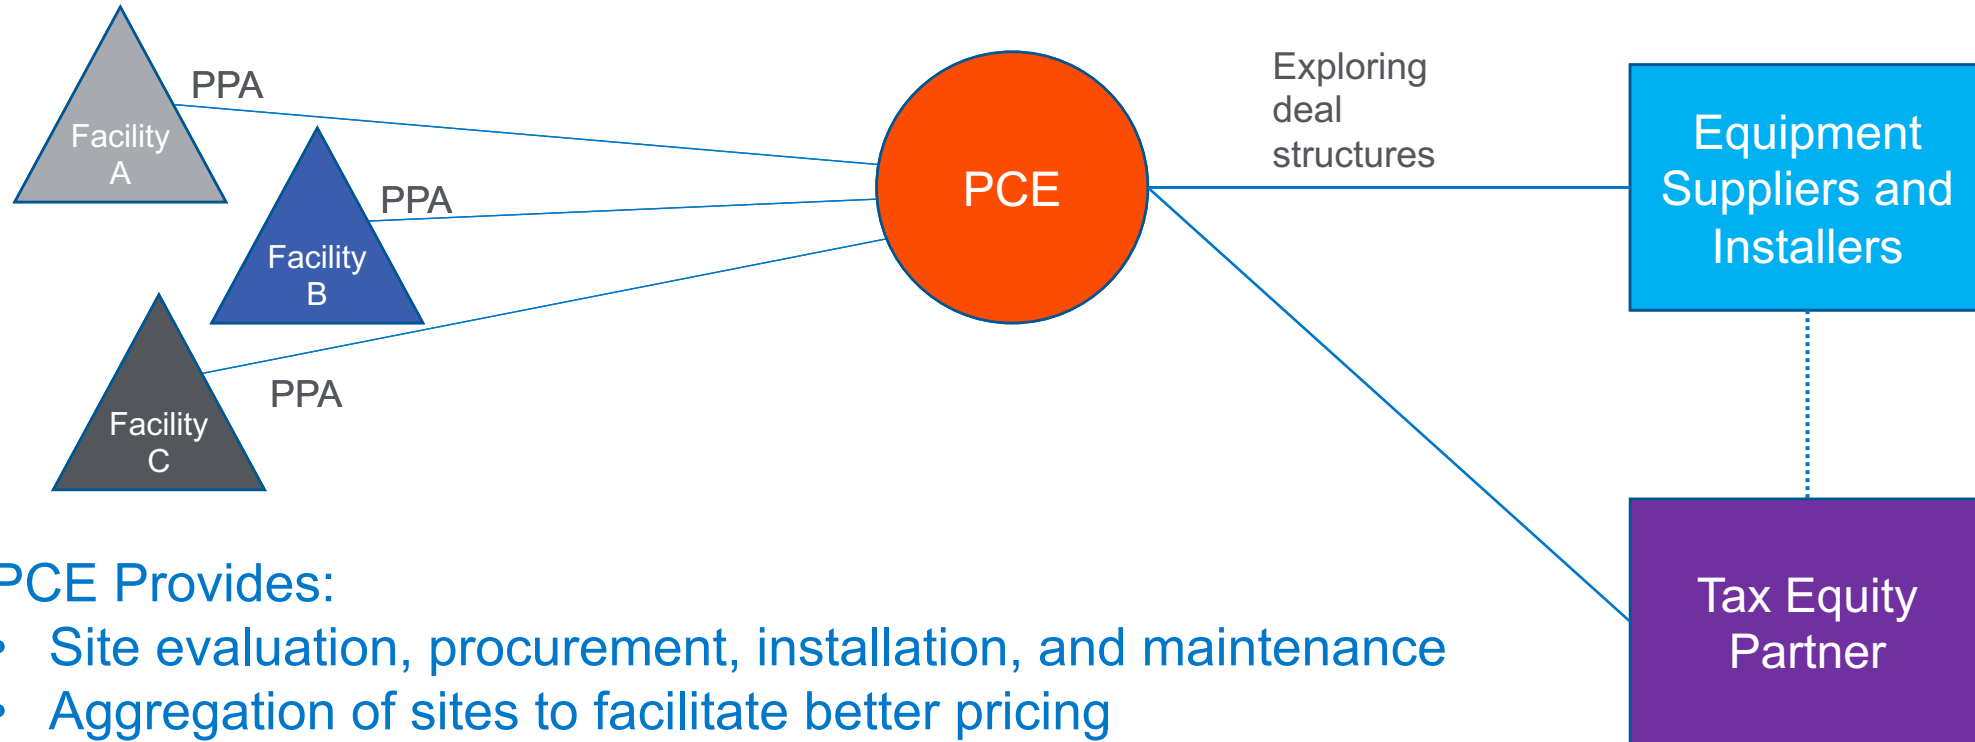 PPA
Facility
A
PPA
Facility
B
PPA
Facility
C
PCE
Exploring
deal
structures
Equipment
Suppliers and
Installers
Tax Equity
Partner
PCE Provides:
• Site evaluation, procurement, installation, and maintenance
• Aggregation of sites to facilitate better pricing